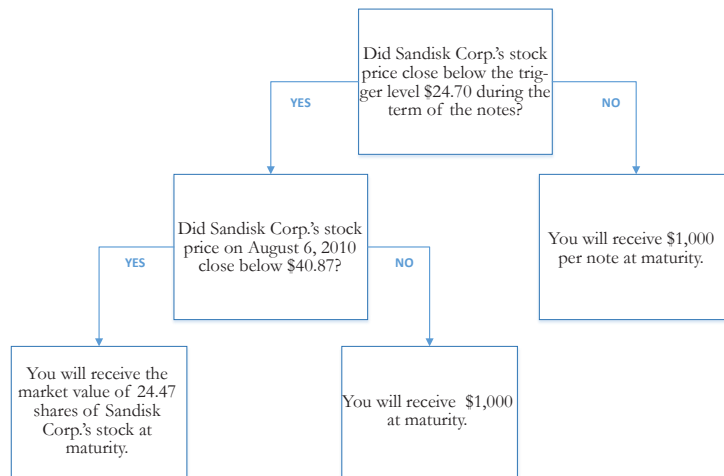 Did Sandisk Corp.'s stock
price close below the trig-
ger level $24.70 during the
term of the notes?
YES
NO
Did Sandisk Corp.'s stock
price on August 6, 2010
close below $40.87?
You will receive $1,000
per note at maturity.
YES
NO
You will receive the
market value of 24.47
shares of Sandisk
Corp.'s stock at
maturity.
You will receive $1,000
at maturity.